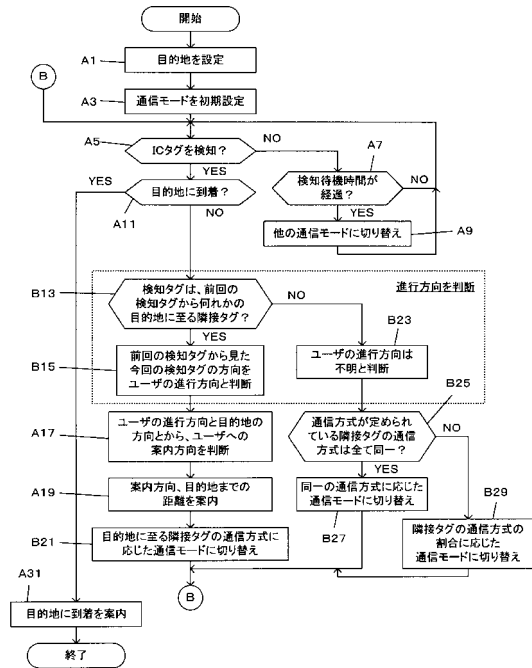 開始
A1
目的地を設定
B
A3
通信モードを初期設定
A5
ICタグを検知？
NO
A7
YES
検知待機時間が
経過？
NO
YES
目的地に到着？
A11
YES
NO
他の通信モードに切り替え
A9
進行方向を判断
B13
検知タグは、前回の
検知タグから何れかの
目的地に至る隣接タグ？
NO
B23
YES
B15
前回の検知タグから見た
今回の検知タグの方向を
ユーザの進行方向と判断
ユーザの進行方向は
不明と判断
B25
A17
ユーザの進行方向と目的地の
方向とから、ユーザへの
案内方向を判断
通信方式が定められ
ている隣接タグの通信
方式は全て同一？
NO
YES
A19
案内方向、目的地までの
距離を案内
同一の通信方式に応じた
通信モードに切り替え
B27
B29
B21
目的地に至る隣接タグの通信方式に
応じた通信モードに切り替え
隣接タグの通信方式の
割合に応じた
通信モードに切り替え
B
A31
目的地に到着を案内
終了